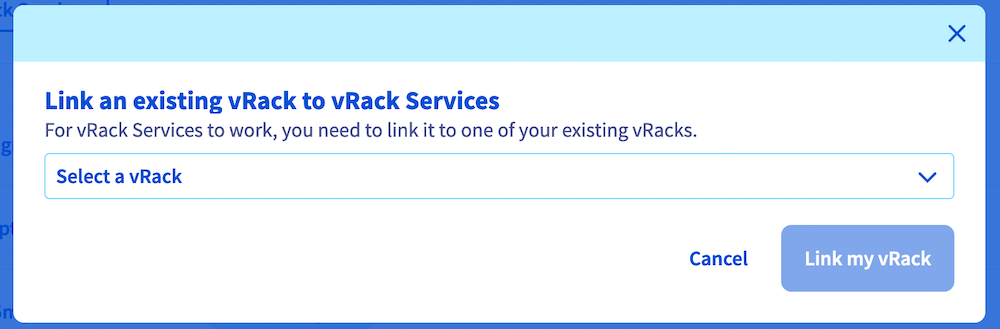 Link an existing vRack to vRack Services
For vRack Services to work, you need to link it to one of your existing vRacks.
Select a vRack
Cancel
Link my vRack